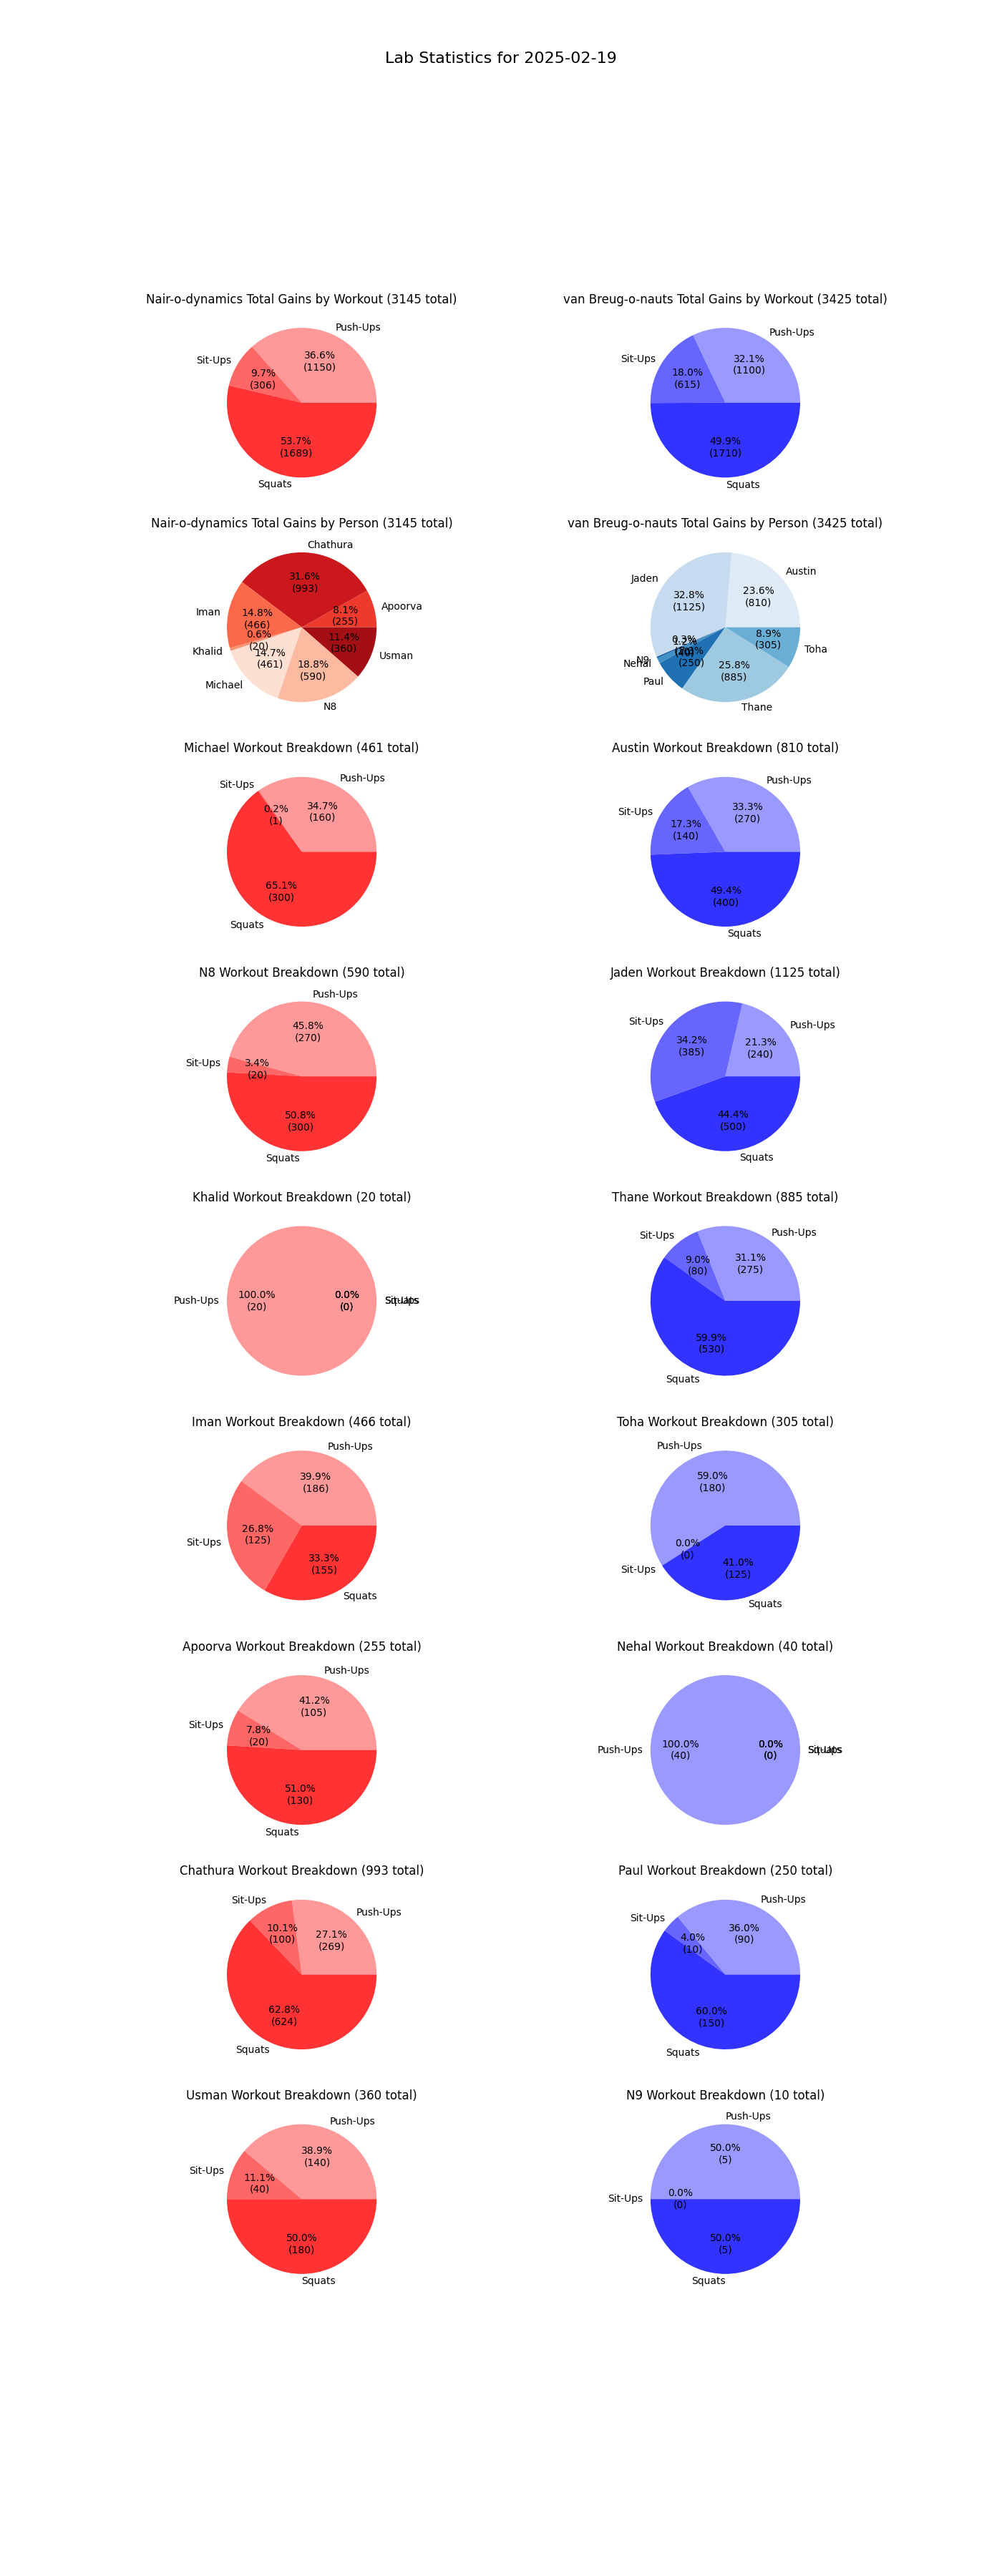 Lab Statistics for 2025-02-19
Nair-o-dynamics Total Gains by Workout (3145 total)
Push-Ups
36.6%
(1150)
Sit-Ups
9.7%
(306)
53.7%
(1689)
Squats
van Breug-o-nauts Total Gains by Workout (3425 total)
Push-Ups
32.1%
(1100)
Sit-Ups
18.0%
(615)
49.9%
(1710)
Squats
Nair-o-dynamics Total Gains by Person (3145 total)
Chathura
31.6%
(993)
Apoorva
8.1%
(255)
Iman
14.8%
(466)
Khalid
0.6%
(20)
Michael
14.7%
(461)
N8
18.8%
(590)
Usman
11.4%
(360)
van Breug-o-nauts Total Gains by Person (3425 total)
Austin
23.6%
(810)
Jaden
32.8%
(1125)
N9
0.3%
Nehal
1.2%
(40)
Paul
(250)
Thane
25.8%
(885)
Toha
8.9%
(305)
Michael Workout Breakdown (461 total)
Push-Ups
34.7%
(160)
Sit-Ups
0.2%
(1)
65.1%
(300)
Squats
Austin Workout Breakdown (810 total)
Push-Ups
33.3%
(270)
Sit-Ups
17.3%
(140)
49.4%
(400)
Squats
N8 Workout Breakdown (590 total)
Push-Ups
45.8%
(270)
Sit-Ups
3.4%
(20)
50.8%
(300)
Squats
Jaden Workout Breakdown (1125 total)
Push-Ups
21.3%
(240)
Sit-Ups
34.2%
(385)
44.4%
(500)
Squats
Khalid Workout Breakdown (20 total)
Push-Ups
100.0%
(20)
0.0%
(0)
Sit-Ups
Squats
Thane Workout Breakdown (885 total)
Push-Ups
31.1%
(275)
Sit-Ups
9.0%
(80)
59.9%
(530)
Squats
Iman Workout Breakdown (466 total)
Push-Ups
39.9%
(186)
Sit-Ups
26.8%
(125)
33.3%
(155)
Squats
Toha Workout Breakdown (305 total)
Push-Ups
59.0%
(180)
Sit-Ups
0.0%
(0)
41.0%
(125)
Squats
Apoorva Workout Breakdown (255 total)
Push-Ups
41.2%
(105)
Sit-Ups
7.8%
(20)
51.0%
(130)
Squats
Nehal Workout Breakdown (40 total)
Push-Ups
100.0%
(40)
0.0%
(0)
Sit-Ups
Squats
Chathura Workout Breakdown (993 total)
Push-Ups
27.1%
(269)
Sit-Ups
10.1%
(100)
62.8%
(624)
Squats
Paul Workout Breakdown (250 total)
Push-Ups
36.0%
(90)
Sit-Ups
4.0%
(10)
60.0%
(150)
Squats
Usman Workout Breakdown (360 total)
Push-Ups
38.9%
(140)
Sit-Ups
11.1%
(40)
50.0%
(180)
Squats
N9 Workout Breakdown (10 total)
Push-Ups
50.0%
(5)
Sit-Ups
0.0%
(0)
50.0%
(5)
Squats